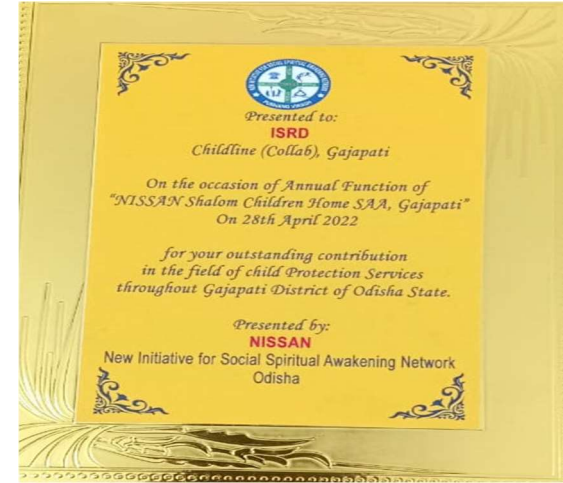 Presented to:
ISRD
Childline (Collab), Gajapati
On the occasion of Annual Function of
"NISSAN Shalom Children Home SAA, Gajapati"
On 28th April 2022
for your outstanding contribution
in the field of child Protection Services
throughout Gajapati District of Odisha State.
Presented by:
NISSAN
New Initiative for Social Spiritual Awakening Network
Odisha